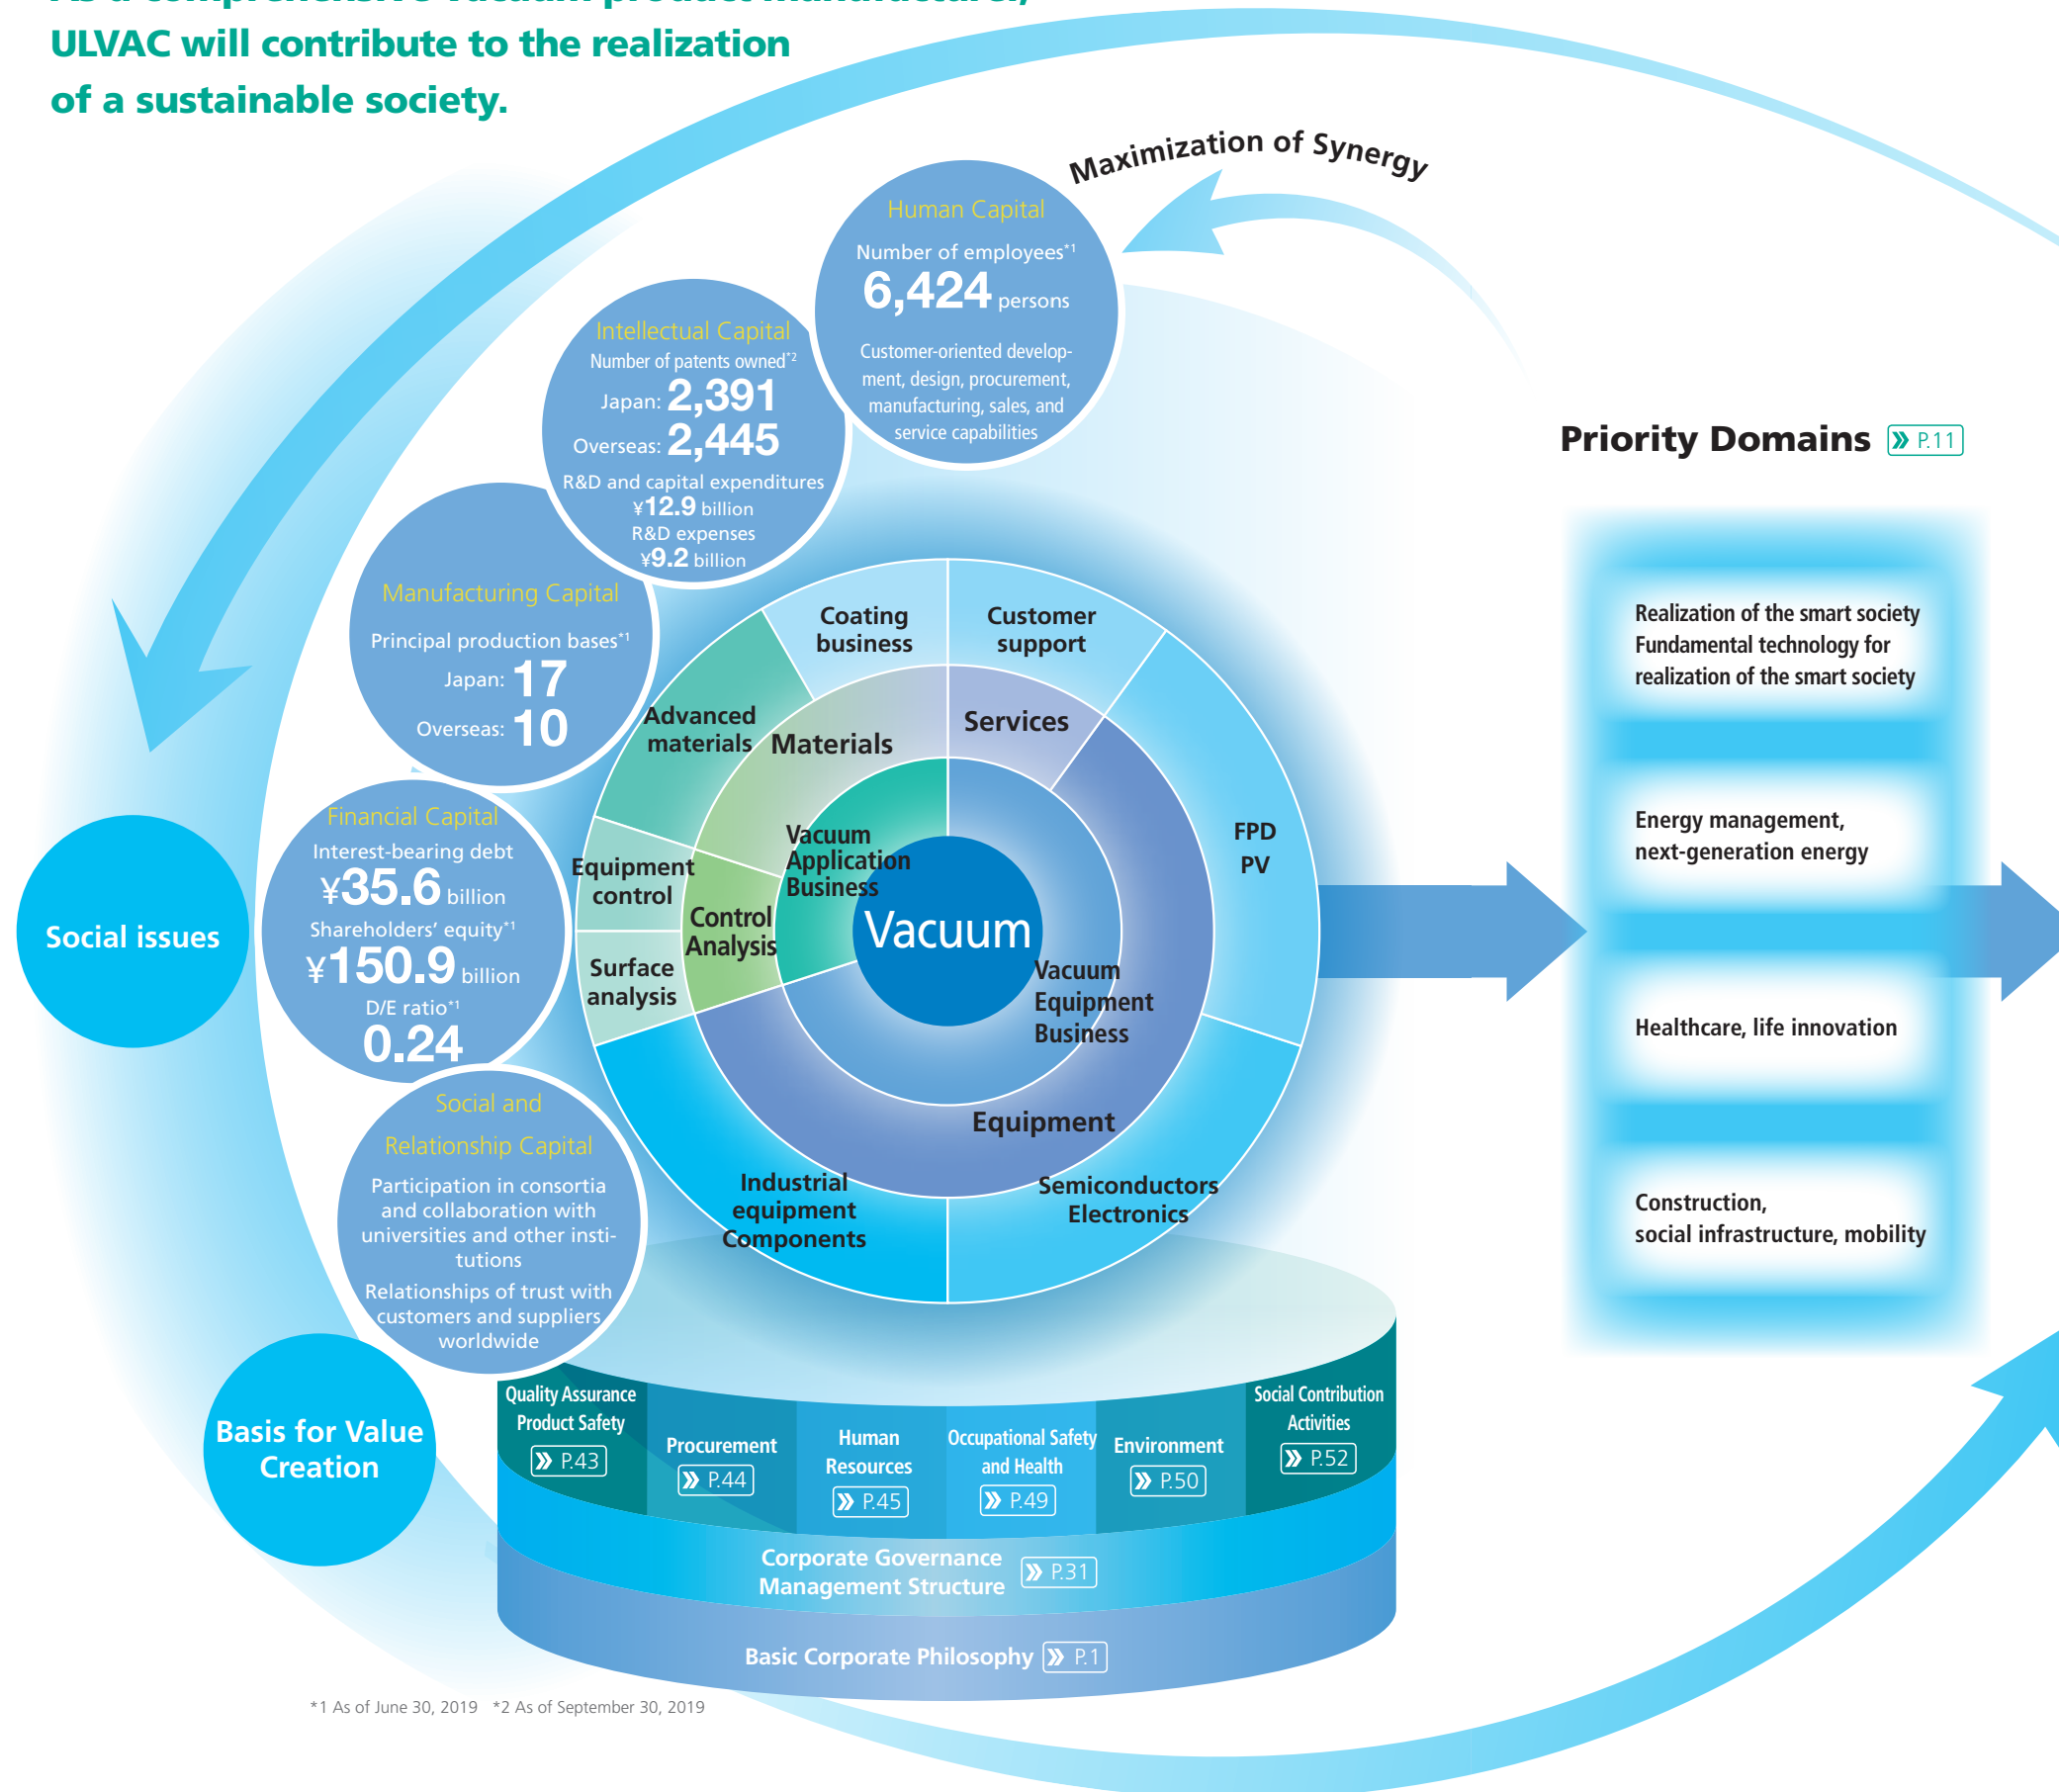 As a comprehensive vacuum product manufacturer,
ULVAC will contribute to the realization
of a sustainable society.
Maximization of Synergy
Human Capital
Number of employees*1
6,424 persons
Customer-oriented develop-
ment, design, procurement,
manufacturing, sales, and
service capabilities
Intellectual Capital
Number of patents owned*2
Japan: 2,391
Overseas: 2,445
R&D and capital expenditures
¥12.9 billion
R&D expenses
¥9.2 billion
Manufacturing Capital
Principal production bases*1
Japan: 17
Overseas: 10
Financial Capital
Interest-bearing debt
¥35.6 billion
Shareholders' equity*1
¥150.9 billion
D/E ratio*1
0.24
Social and
Relationship Capital
Participation in consortia
and collaboration with
universities and other insti-
tutions
Relationships of trust with
customers and suppliers
worldwide
Social issues
Basis for Value
Creation
Coating
business
Customer
support
Advanced
materials
Materials
Services
Equipment
control
Control
Analysis
Surface
analysis
Vacuum
Application
Business
Vacuum
Vacuum
Equipment
Business
FPD
PV
Equipment
Industrial
equipment
Components
Semiconductors
Electronics
Priority Domains » P.11
Realization of the smart society
Fundamental technology for
realization of the smart society
Energy management,
next-generation energy
Healthcare, life innovation
Construction,
social infrastructure, mobility
Quality Assurance
Product Safety
» P.43
Procurement
» P.44
Human
Resources
» P.45
Occupational Safety
and Health
» P.49
Environment
» P.50
Social Contribution
Activities
» P.52
Corporate Governance
Management Structure » P.31
Basic Corporate Philosophy » P.1
*1 As of June 30, 2019 *2 As of September 30, 2019